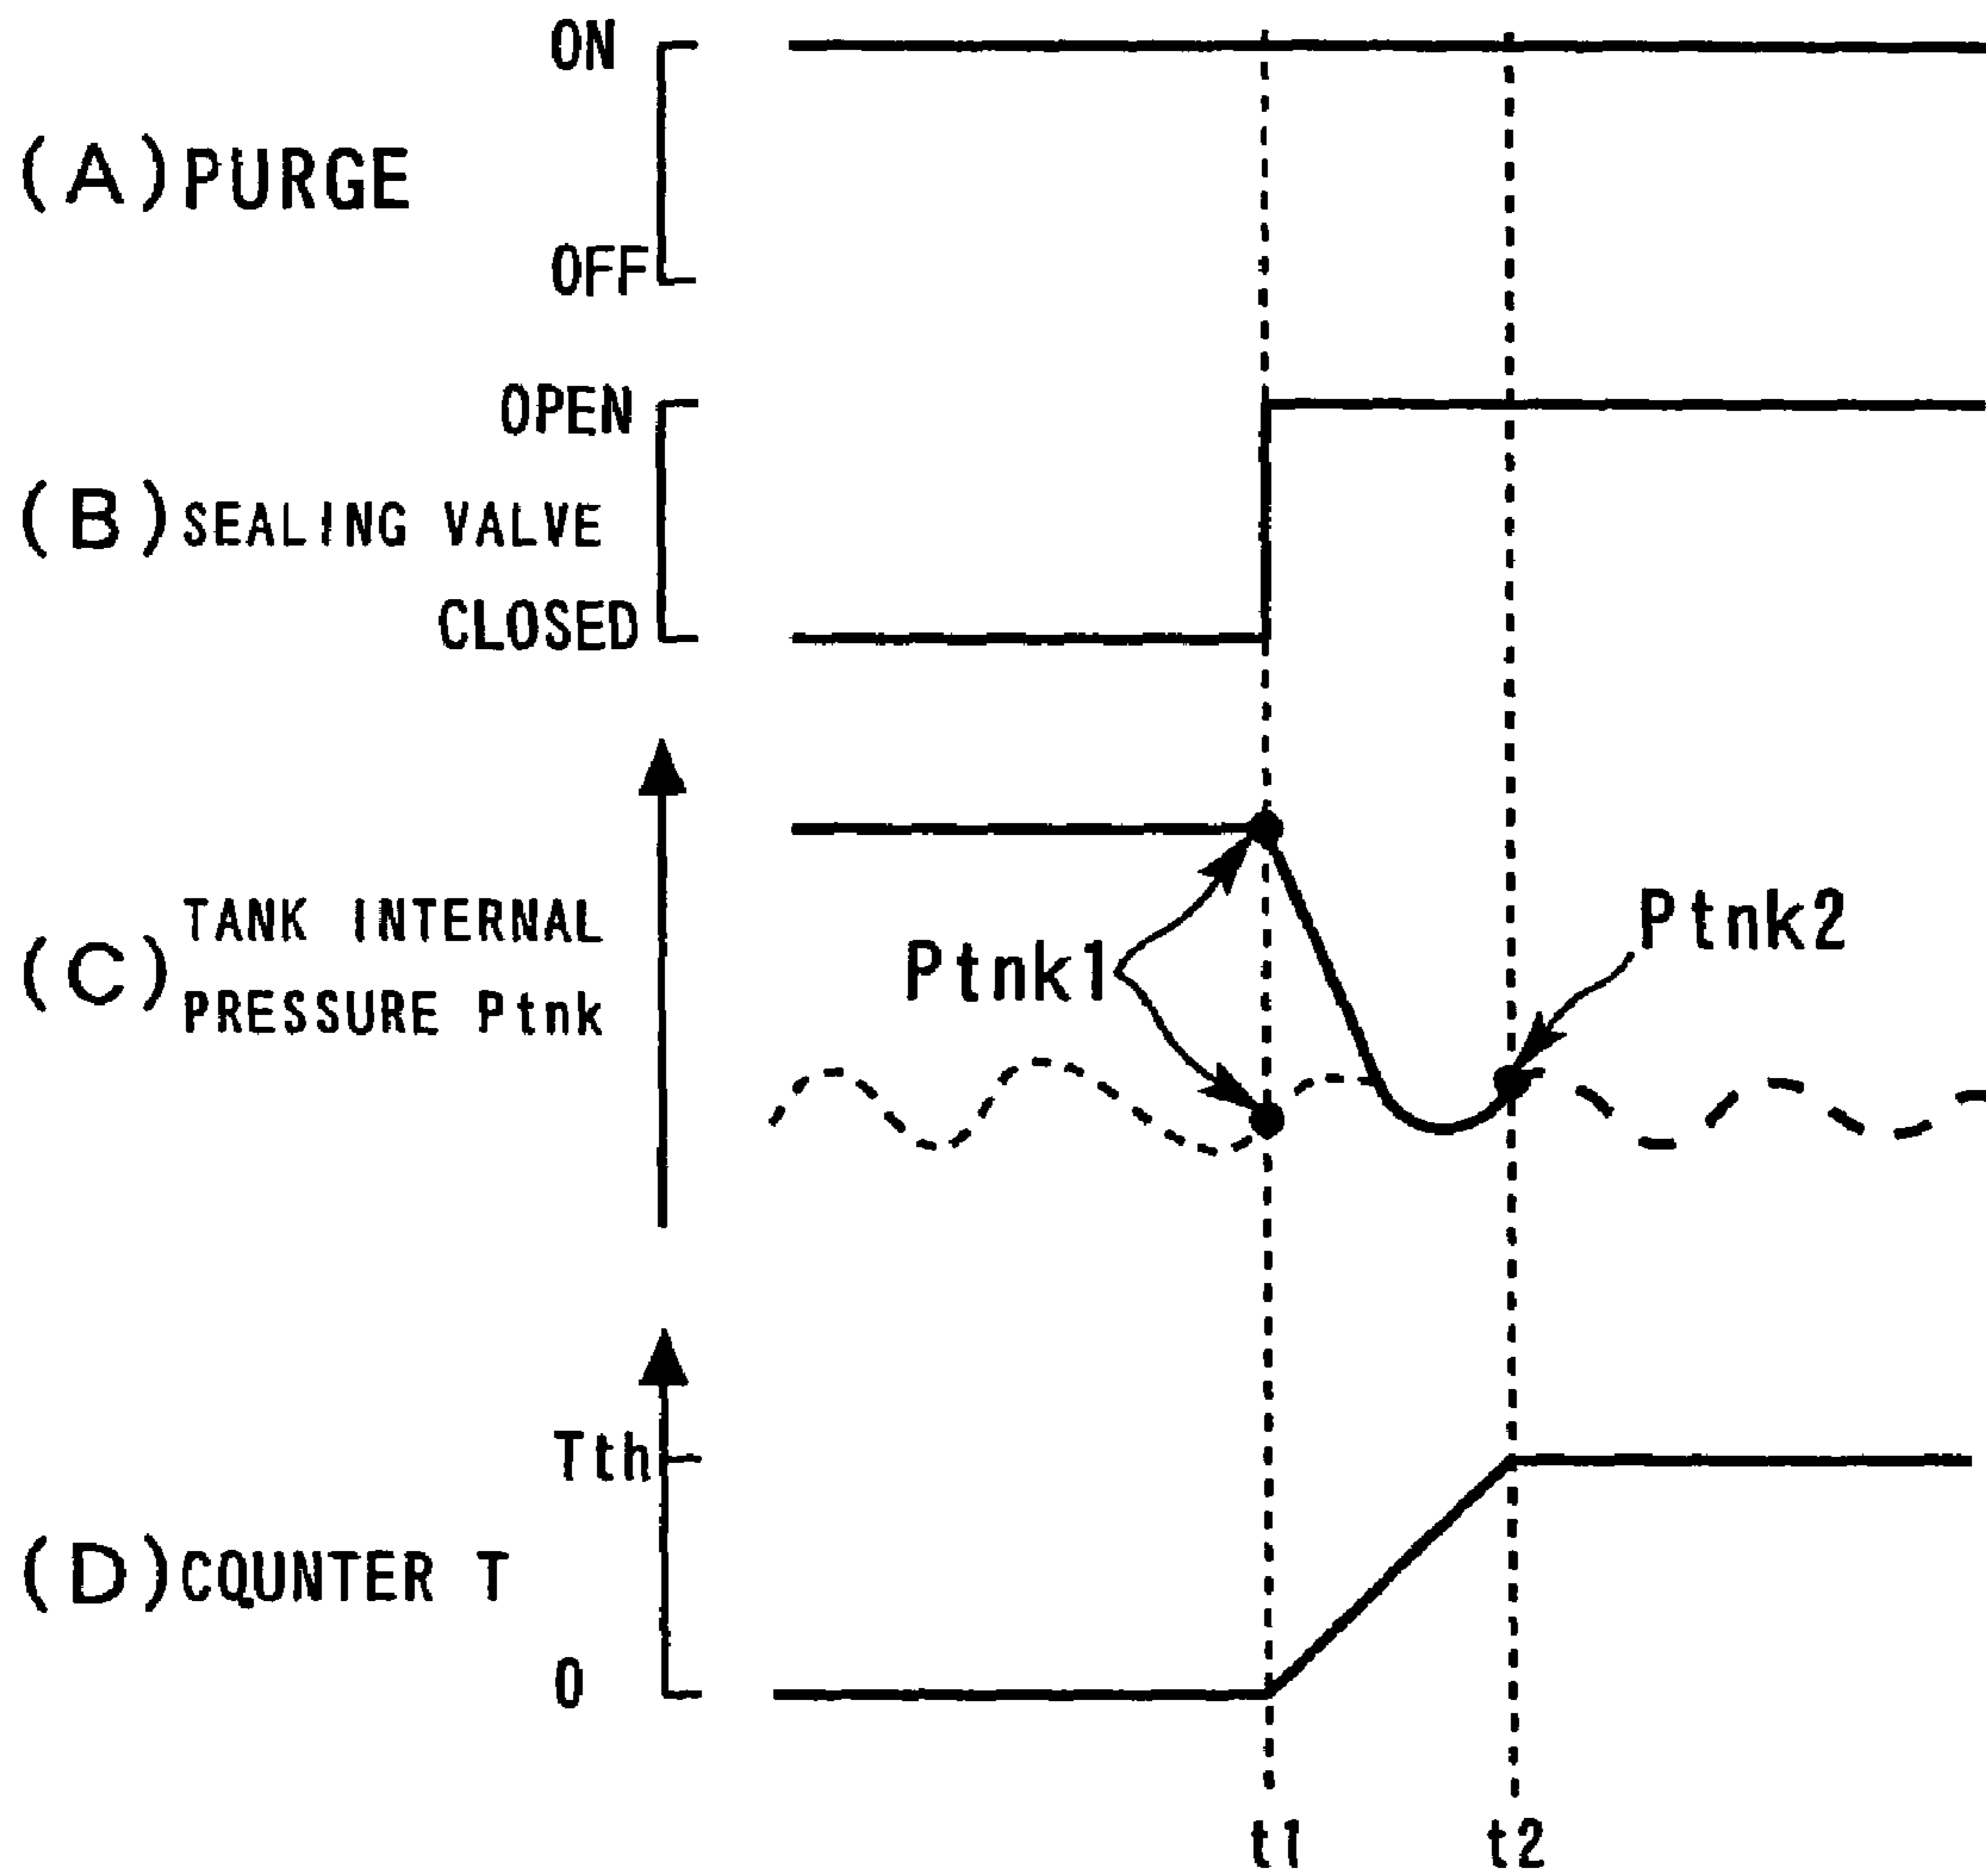 ON
(A) PURGE
OFF
OPEN
(B) SEALING VALVE
CLOSED
(C) TANK INTERNAL
PRESSURE Ptnk
Ptnk1
Ptnk2
Tth
(D) CQUNTER T
0
t1
t2